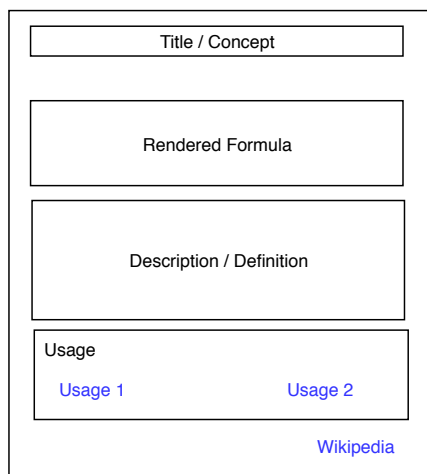 Title / Concept
Rendered Formula
Description / Definition
Usage
Usage 1 Usage 2
Wikipedia